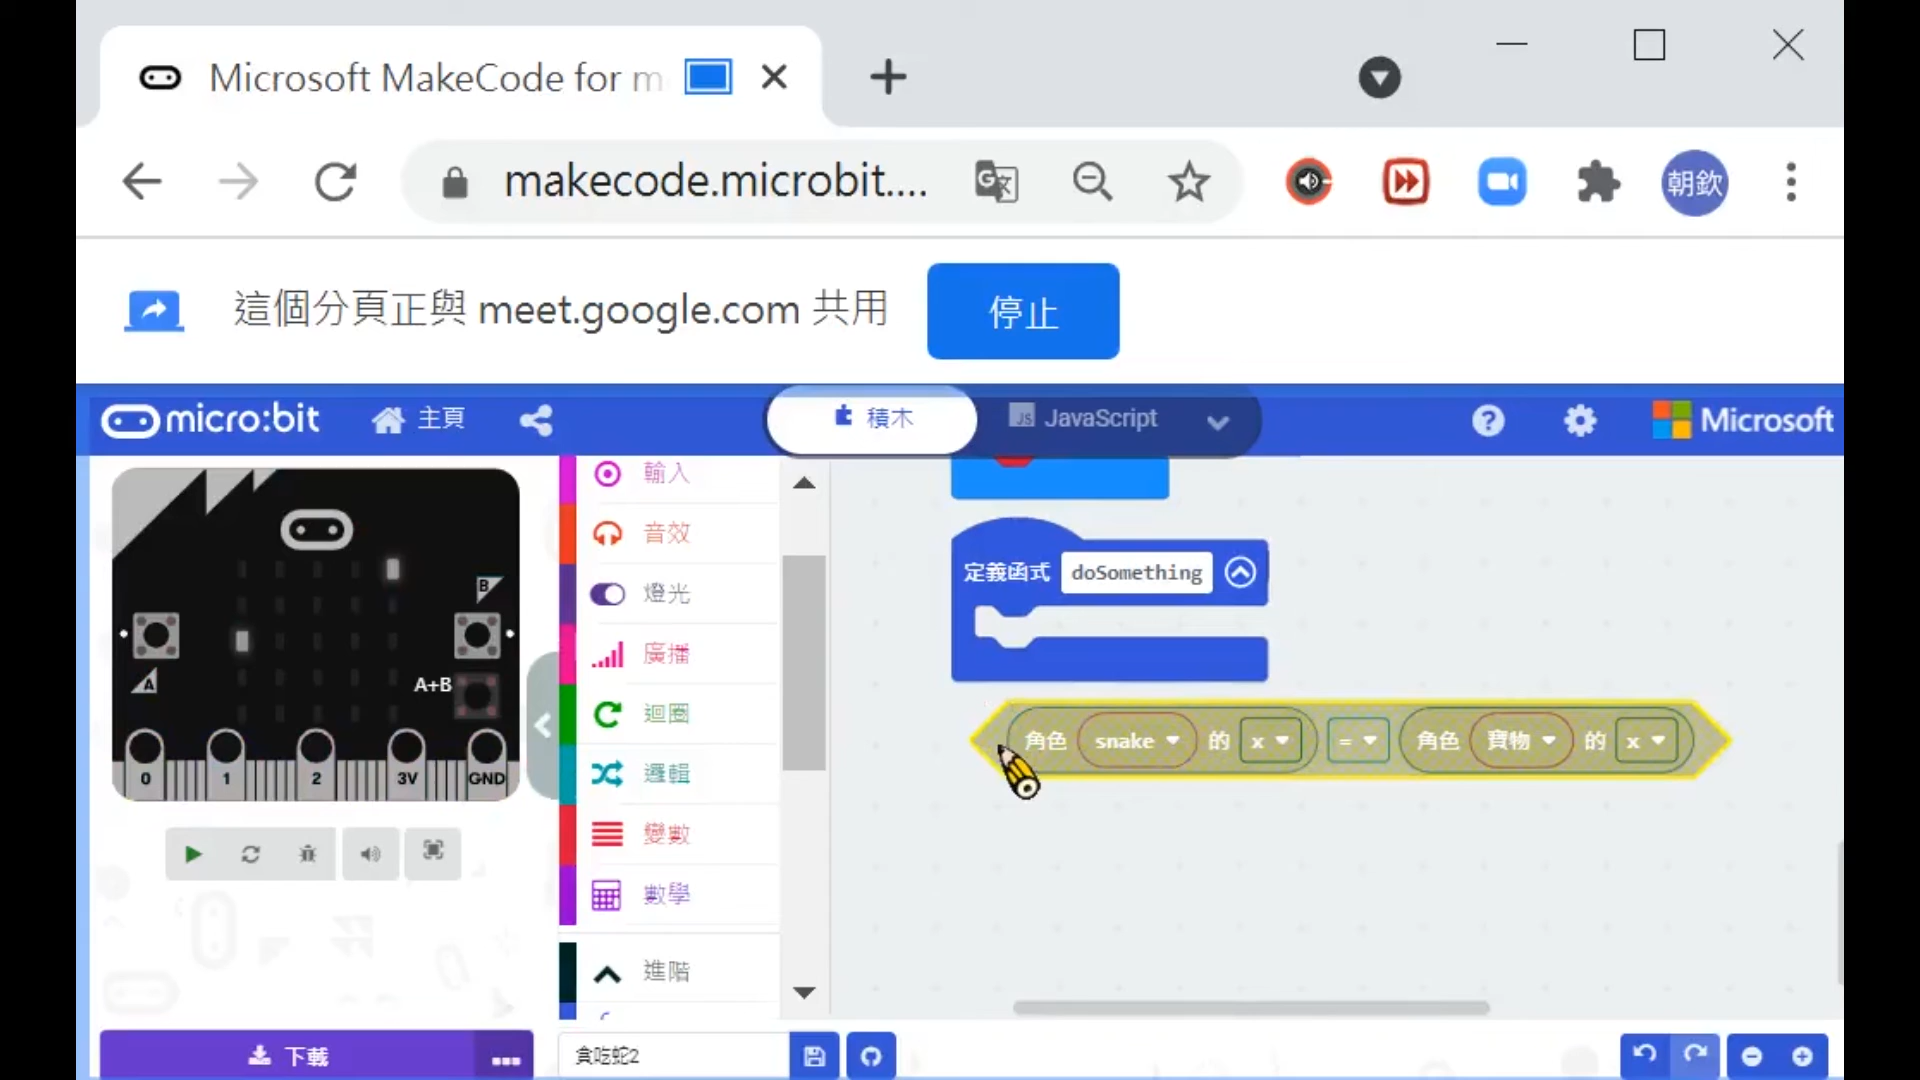 Microsoft MakeCode for m
makecode.microbit....
朝欽
這個分頁正與 meet.google.com 共用
停止
micro:bit
主頁
積木
JS JavaScript
Microsoft
輸入
音效
燈光
廣播
迴圈
邏輯
變數
數學
進階
B
A
A+B
0 1 2 3V GND
定義函式 doSomething
角色 snake 的 x = 角色 寶物 的 x
下載
貪吃蛇2